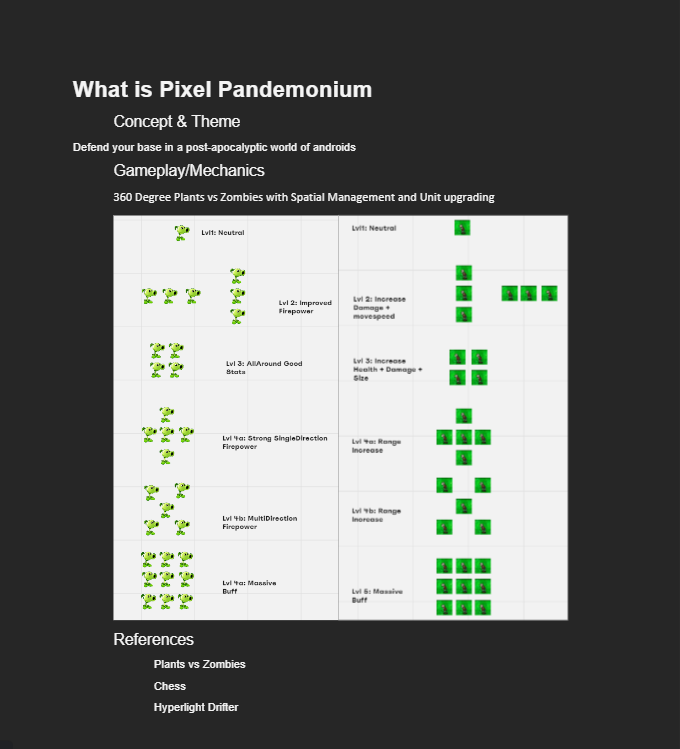 What is Pixel Pandemonium
Concept & Theme
Defend your base in a post-apocalyptic world of androids
Gameplay/Mechanics
360 Degree Plants vs Zombies with Spatial Management and Unit upgrading
Lvl1: Neutral
Lvl 2: Improved
Firepower
Lvl 3: AllAround Good
Stats
Lvl 4a: Strong SingleDirection
Firepower
Lvl 4b: MultiDirection
Firepower
Lvl 4a: Massive
Buff
Lvl1: Neutral
Lvl 2: Increase
Damage +
movespeed
Lvl 3: Increase
Health + Damage +
Size
Lvl 4a: Range
Increase
Lvl 4b: Range
Increase
Lvl 5: Massive
Buff
References
Plants vs Zombies
Chess
Hyperlight Drifter